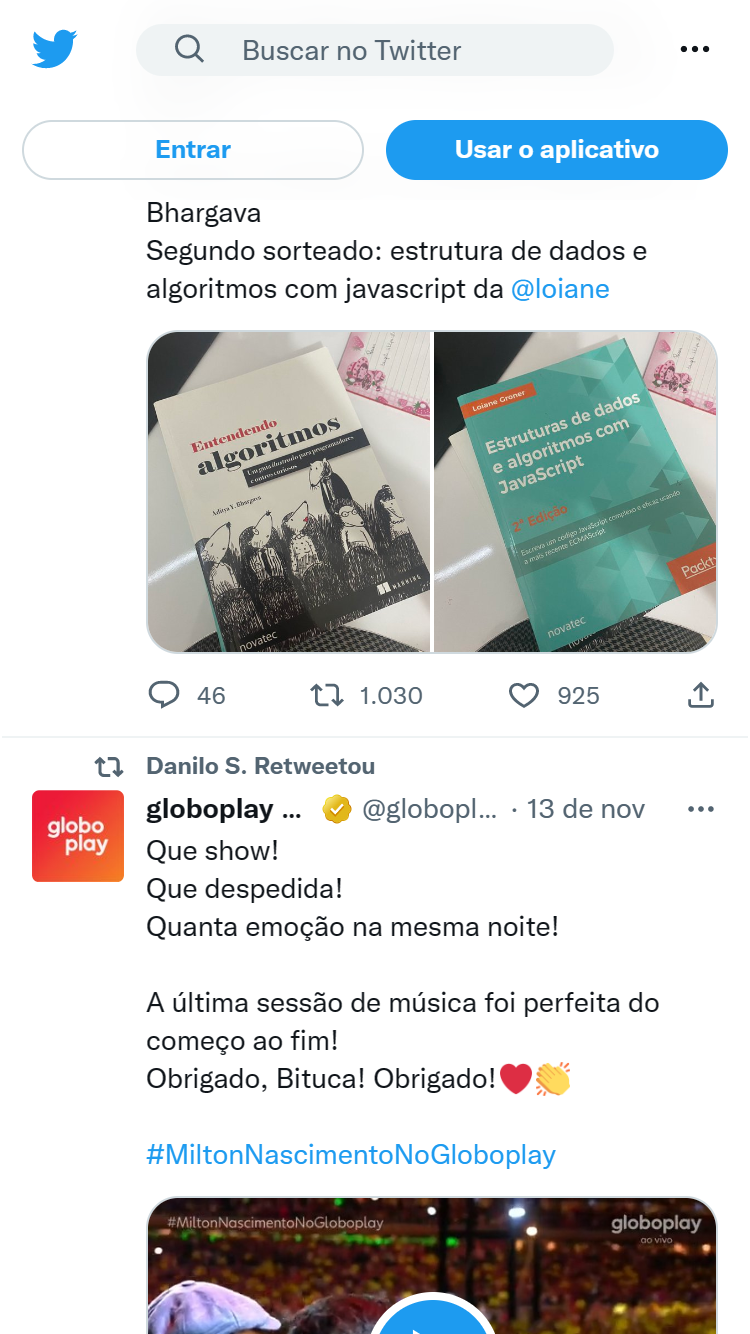 Buscar no Twitter
Entrar
Usar o aplicativo
Bhargava
Segundo sorteado: estrutura de dados e
algoritmos com javascript da @loiane
Entendendo
algoritmos
Um guia ilustrado para programadores
e outros curiosos
Aditya Y. Bhargava
MANNING
novatec
Loiane Groner
Estruturas de dados
e algoritmos com
JavaScript
2ª Edição
Escreva um código JavaScript complexo e eficaz usando
a mais recente ECMAScript
Packt
novatec
novatec
46
1.030
925
Danilo S. Retweetou
globo
play
globoplay ... @globopl... · 13 de nov
Que show!
Que despedida!
Quanta emoção na mesma noite!
A última sessão de música foi perfeita do
começo ao fim!
Obrigado, Bituca! Obrigado!❤️👏
#MiltonNascimentoNoGloboplay
#MiltonNascimentoNoGloboplay
globoplay
ao vivo